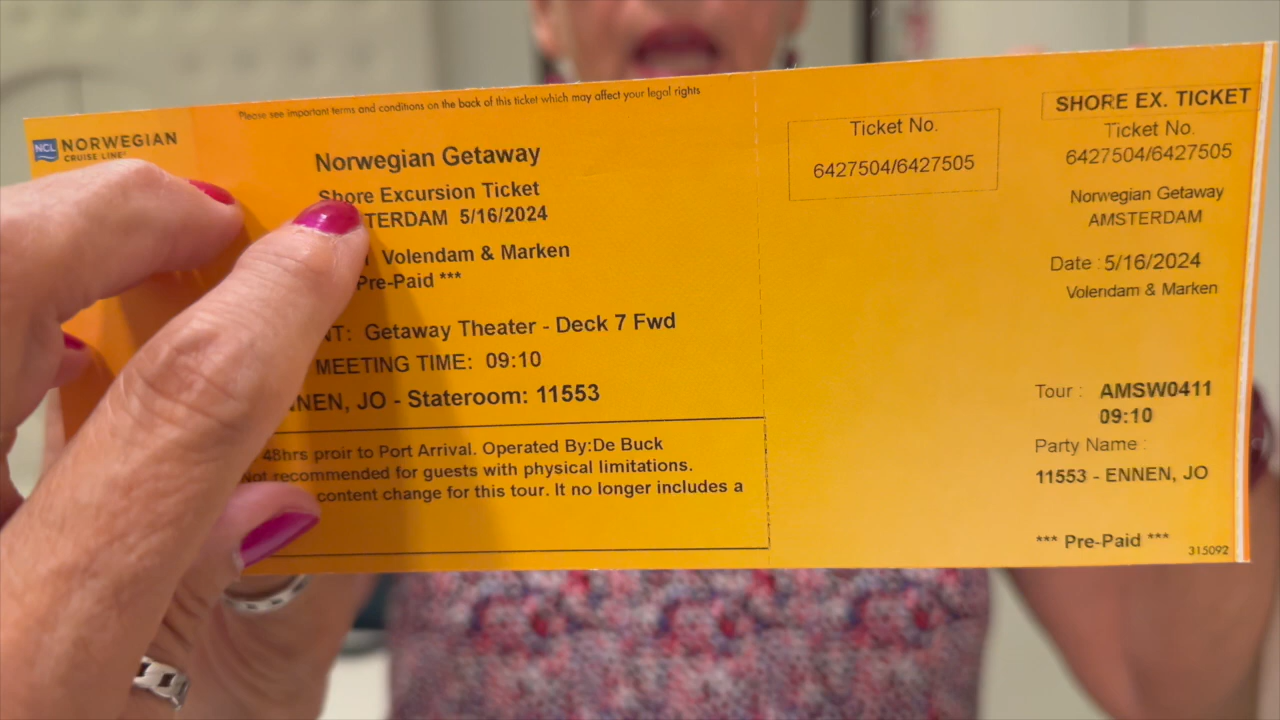 Please see important terms and conditions on the back of this ticket which may affect your legal rights
NCL NORWEGIAN
CRUISE LINE®
Norwegian Getaway
Shore Excursion Ticket
TERDAM 5/16/2024
Volendam & Marken
Pre-Paid ***
NT: Getaway Theater - Deck 7 Fwd
MEETING TIME: 09:10
NNEN, JO - Stateroom: 11553
48hrs proir to Port Arrival. Operated By:De Buck
Not recommended for guests with physical limitations.
content change for this tour. It no longer includes a
Ticket No.
6427504/6427505
SHORE EX. TICKET
Ticket No.
6427504/6427505
Norwegian Getaway
AMSTERDAM
Date : 5/16/2024
Volendam & Marken
Tour : AMSW0411
09:10
Party Name :
11553 - ENNEN, JO
*** Pre-Paid ***
315092